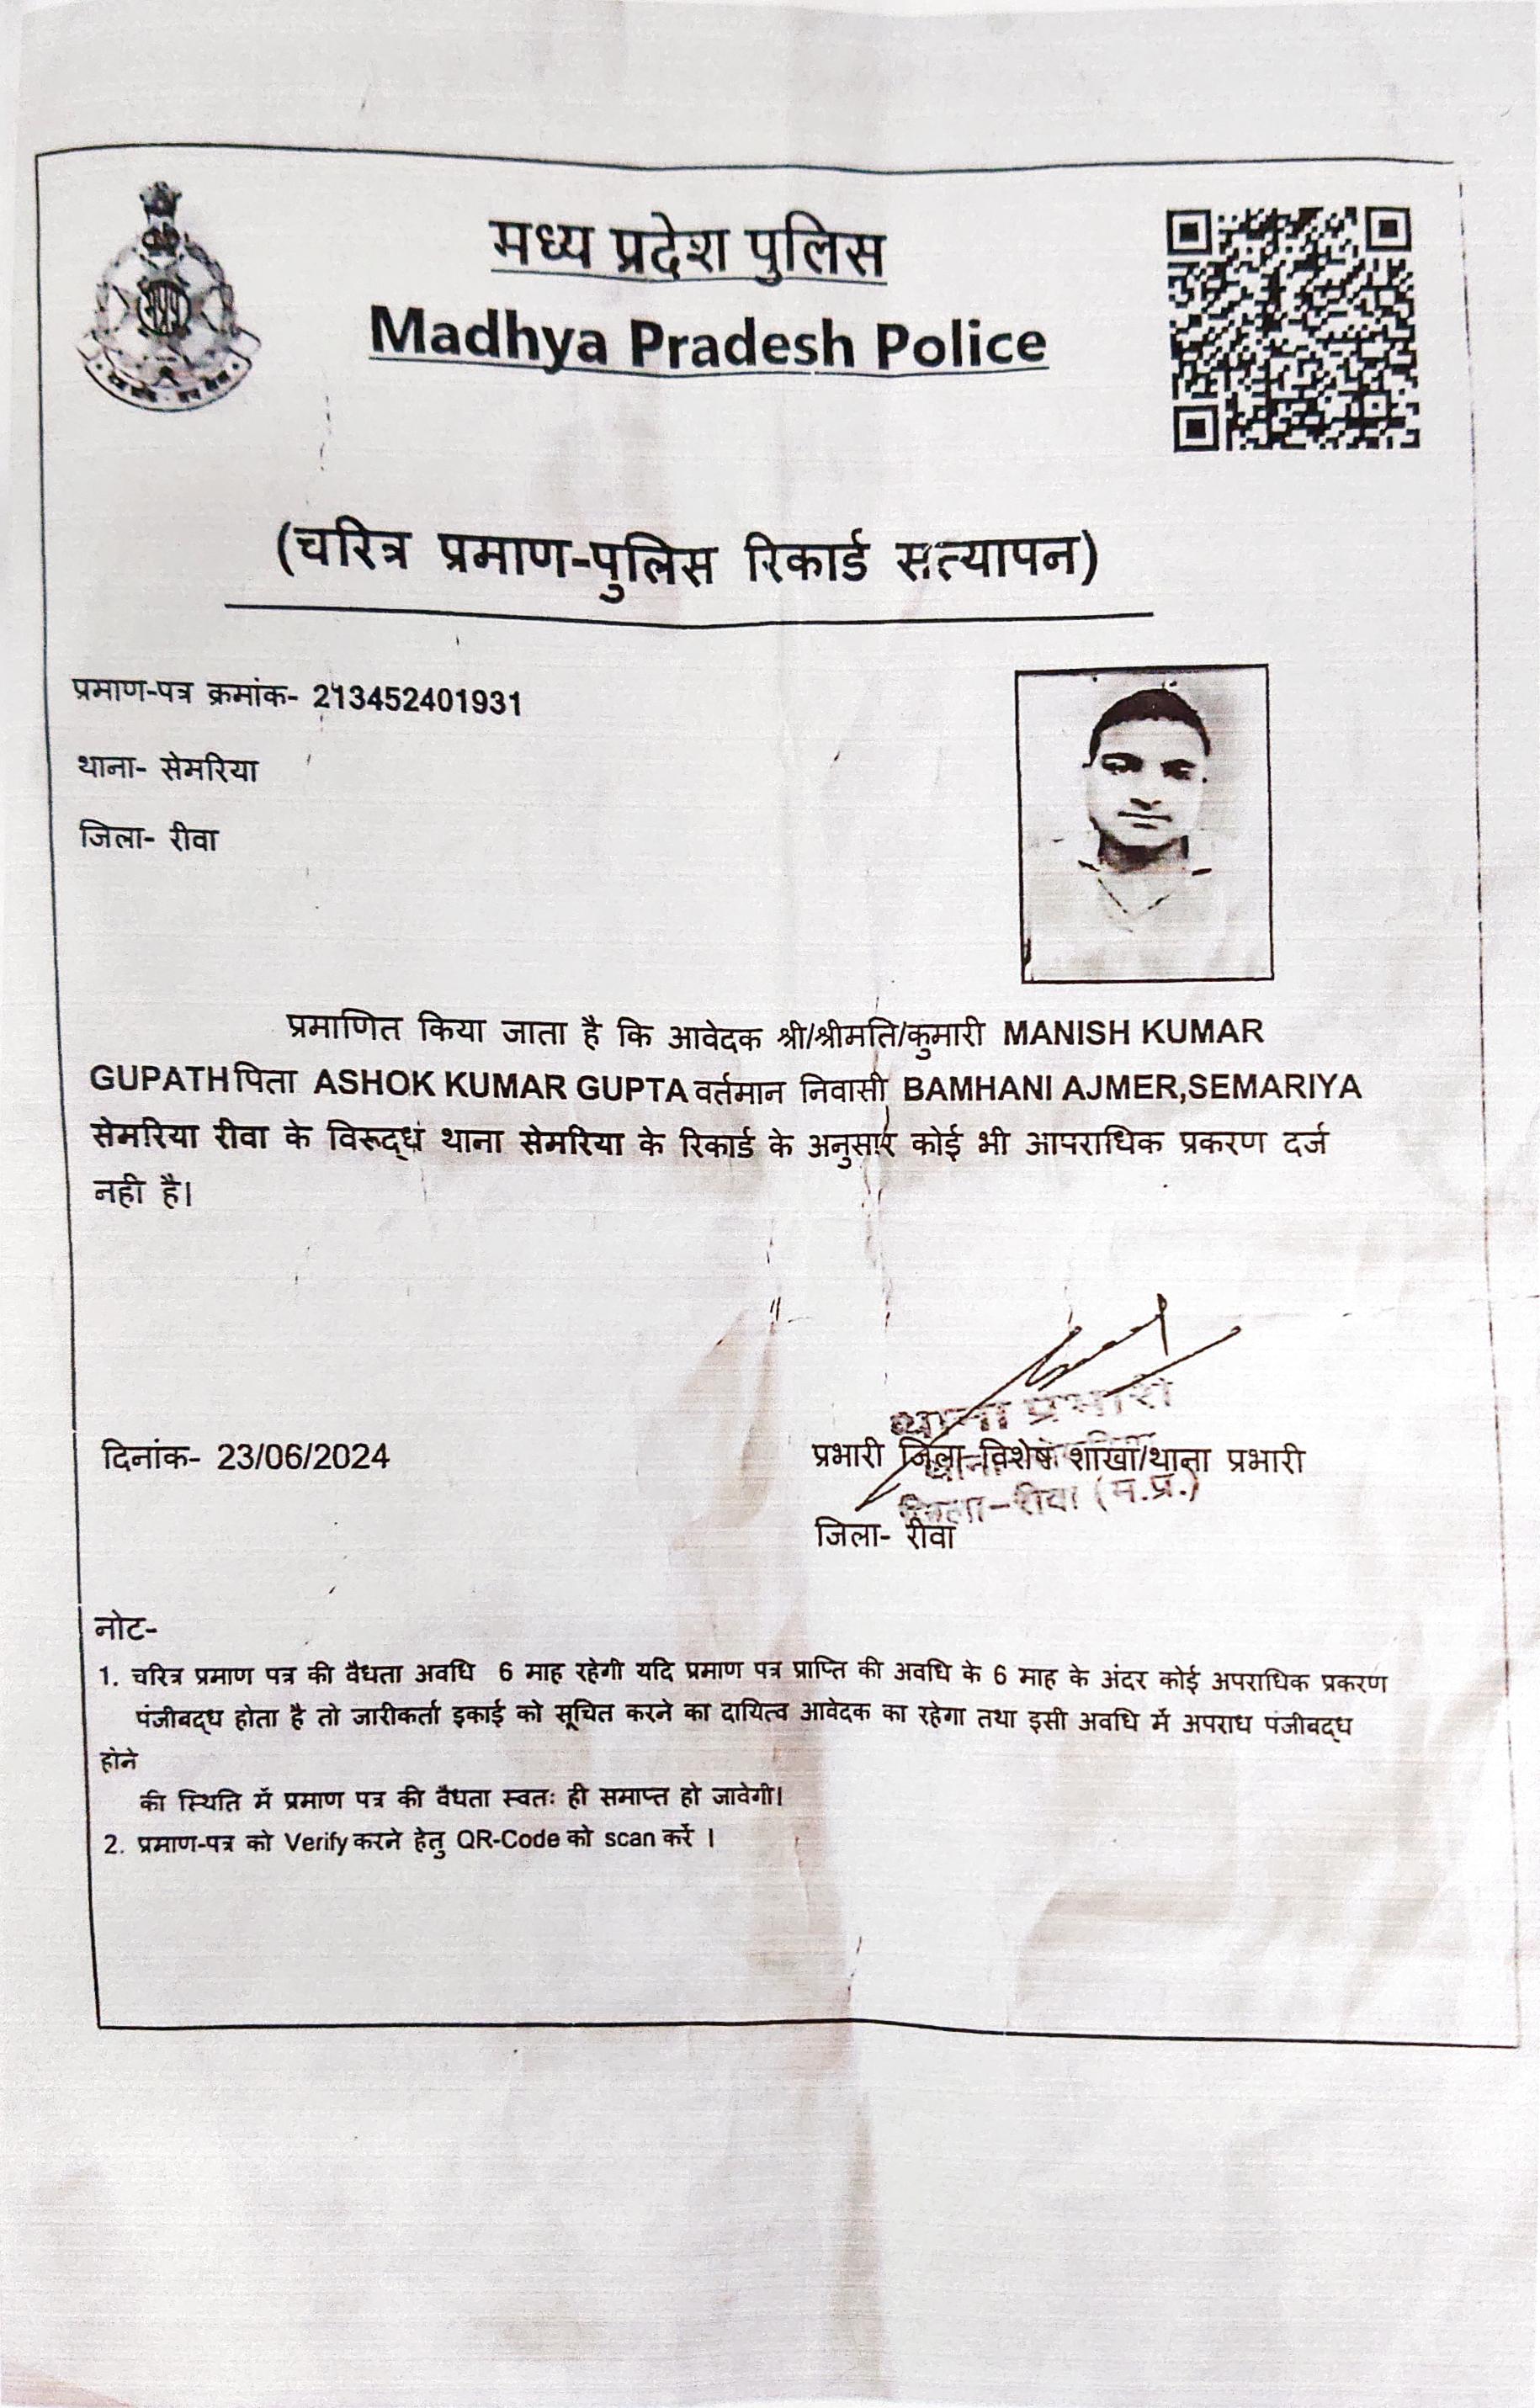 मध्य प्रदेश पुलिस
Madhya Pradesh Police
(चरित्र प्रमाण-पुलिस रिकार्ड सत्यापन)
प्रमाण-पत्र क्रमांक- 213452401931
थाना- सेमरिया
जिला- रीवा
प्रमाणित किया जाता है कि आवेदक श्री/श्रीमति/कुमारी MANISH KUMAR
GUPATH पिता ASHOK KUMAR GUPTA वर्तमान निवासी BAMHANI AJMER,SEMARIYA
सेमरिया रीवा के विरूद्ध थाना सेमरिया के रिकार्ड के अनुसार कोई भी आपराधिक प्रकरण दर्ज
नही है।
थाना प्रभारी
दिनांक- 23/06/2024
प्रभारी जिला विशेष शाखा/थाना प्रभारी
जिला-रीवा (म.प्र.)
जिला- रीवा
नोट-
1. चरित्र प्रमाण पत्र की वैधता अवधि 6 माह रहेगी यदि प्रमाण पत्र प्राप्ति की अवधि के 6 माह के अंदर कोई अपराधिक प्रकरण
पंजीबद्ध होता है तो जारीकर्ता इकाई को सूचित करने का दायित्व आवेदक का रहेगा तथा इसी अवधि में अपराध पंजीबद्ध
होने
की स्थिति में प्रमाण पत्र की वैधता स्वतः ही समाप्त हो जावेगी।
2. प्रमाण-पत्र को Verify करने हेतु QR-Code को scan करें ।